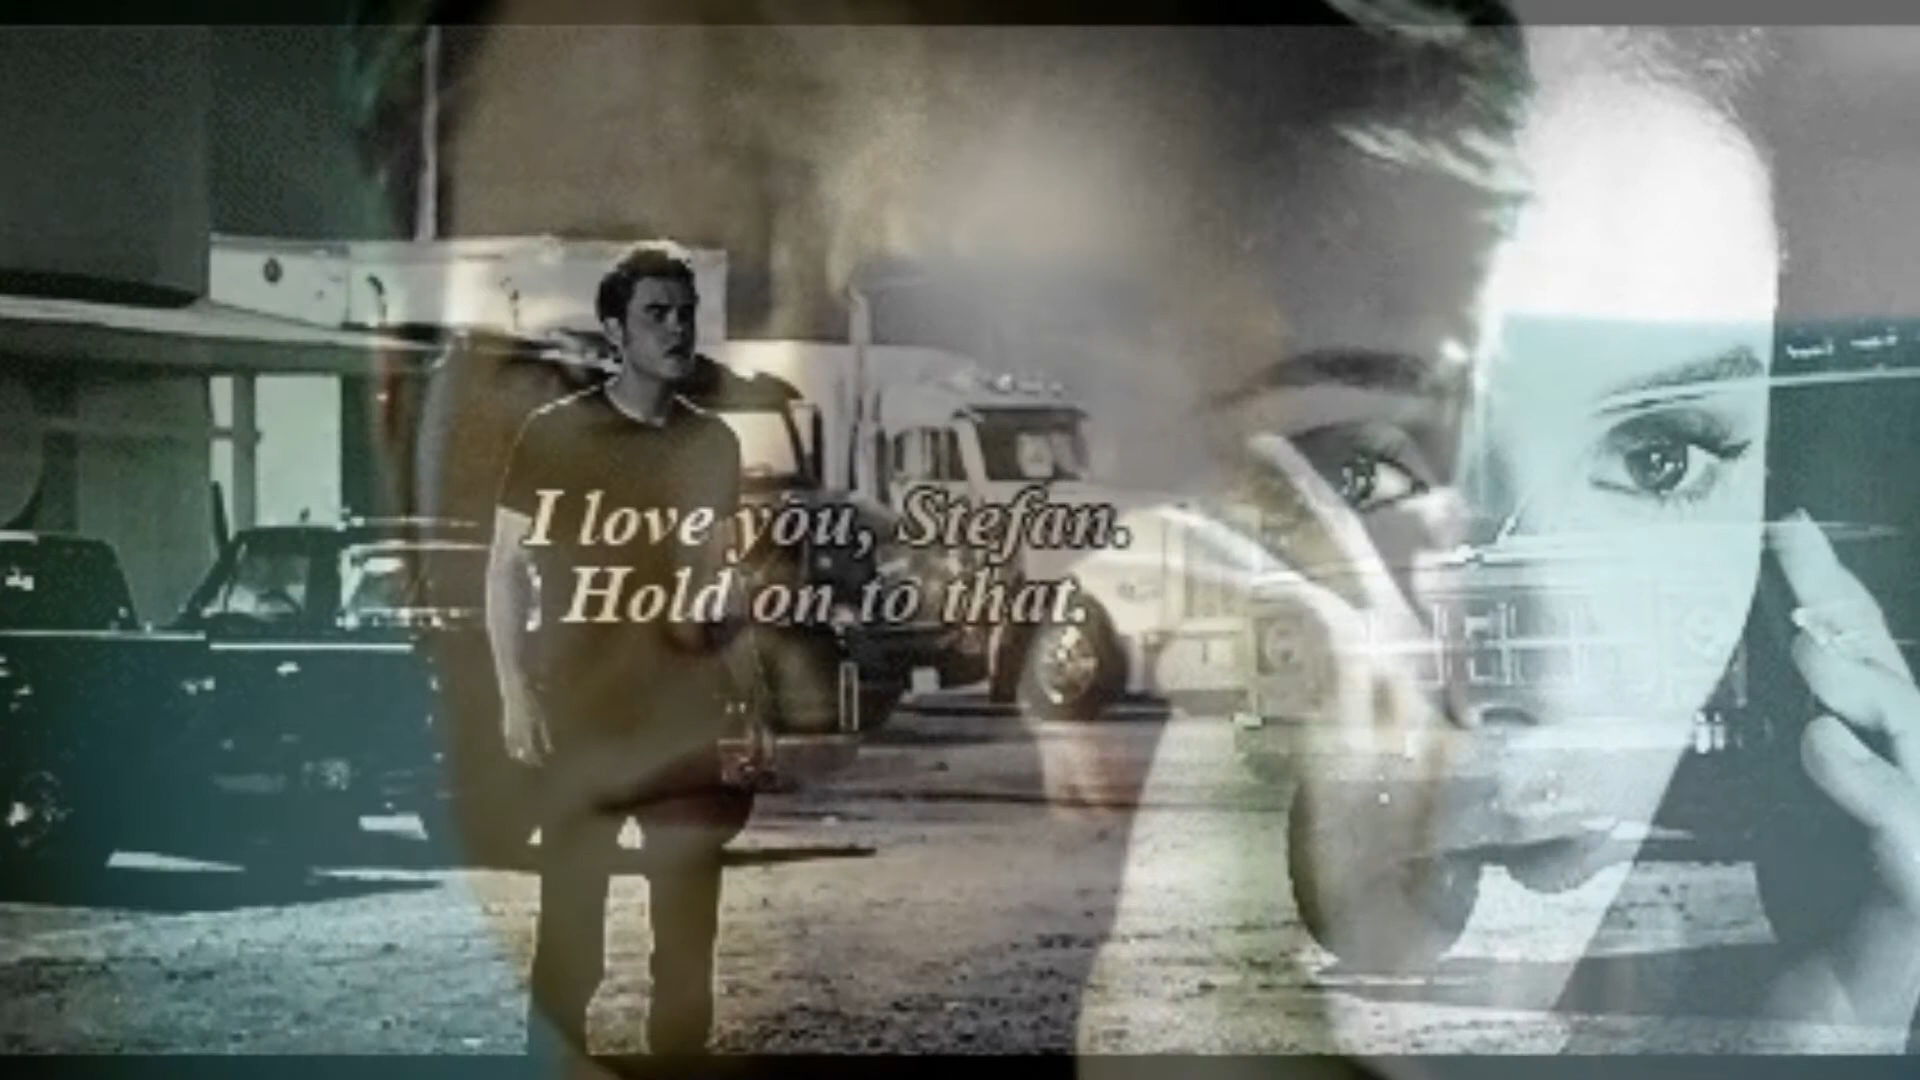 I love you, Stefan.
Hold on to that.